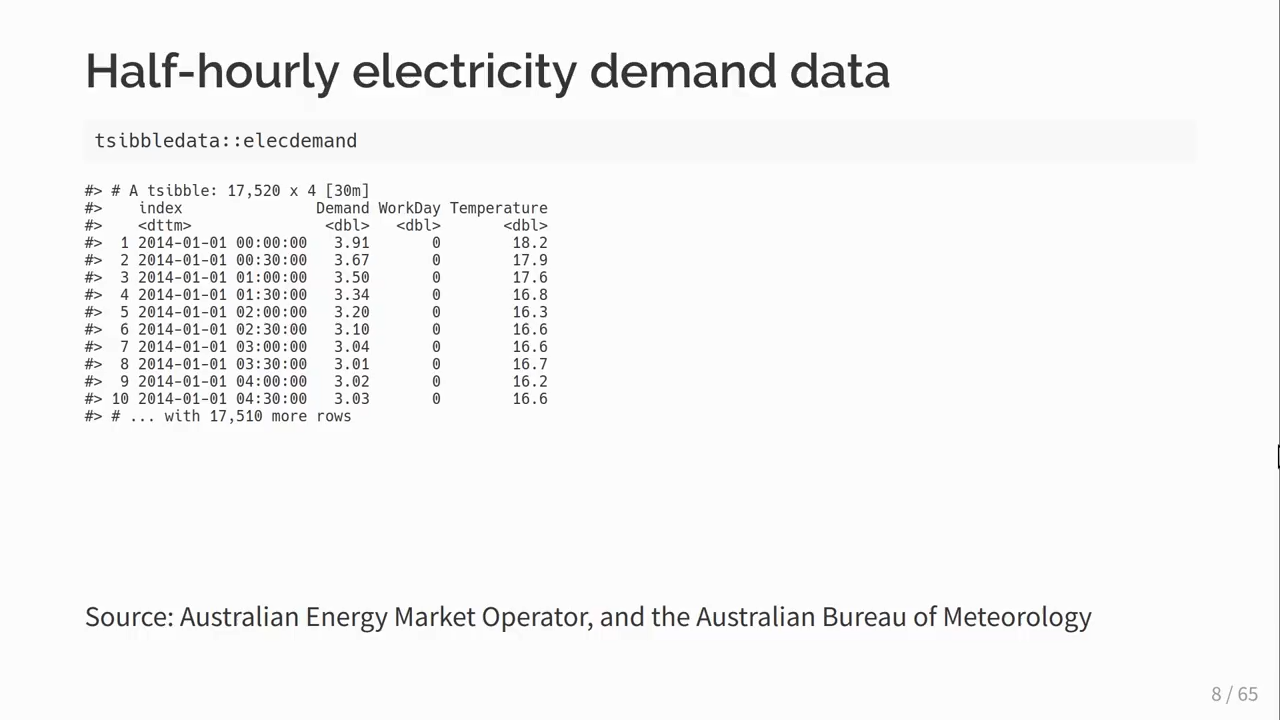 Half-hourly electricity demand data
tsibbledata::elecdemand
#> # A tsibble: 17,520 x 4 [30m]
#>    index               Demand WorkDay Temperature
#>    <dttm>               <dbl>   <dbl>       <dbl>
#>  1 2014-01-01 00:00:00   3.91       0        18.2
#>  2 2014-01-01 00:30:00   3.67       0        17.9
#>  3 2014-01-01 01:00:00   3.50       0        17.6
#>  4 2014-01-01 01:30:00   3.34       0        16.8
#>  5 2014-01-01 02:00:00   3.20       0        16.3
#>  6 2014-01-01 02:30:00   3.10       0        16.6
#>  7 2014-01-01 03:00:00   3.04       0        16.6
#>  8 2014-01-01 03:30:00   3.01       0        16.7
#>  9 2014-01-01 04:00:00   3.02       0        16.2
#> 10 2014-01-01 04:30:00   3.03       0        16.6
#> # ... with 17,510 more rows
Source: Australian Energy Market Operator, and the Australian Bureau of Meteorology
8 / 65